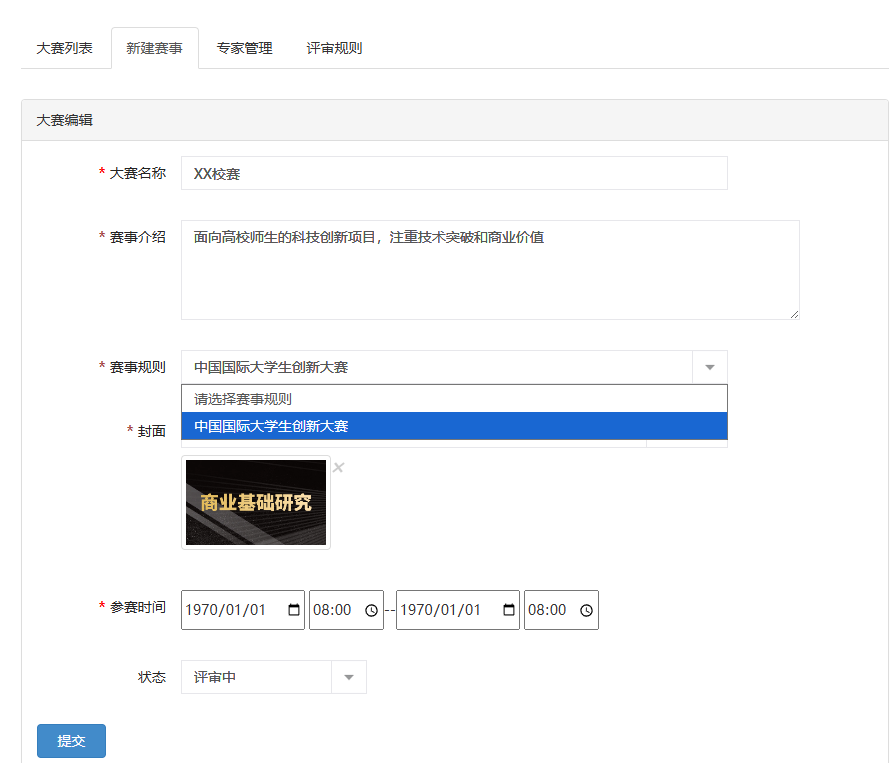 大赛列表 新建赛事 专家管理 评审规则
大赛编辑
* 大赛名称 XX校赛
* 赛事介绍 面向高校师生的科技创新项目，注重技术突破和商业价值
* 赛事规则 中国国际大学生创新大赛
请选择赛事规则
中国国际大学生创新大赛
* 封面
商业基础研究
* 参赛时间 1970/01/01 08:00 -- 1970/01/01 08:00
状态 评审中
提交